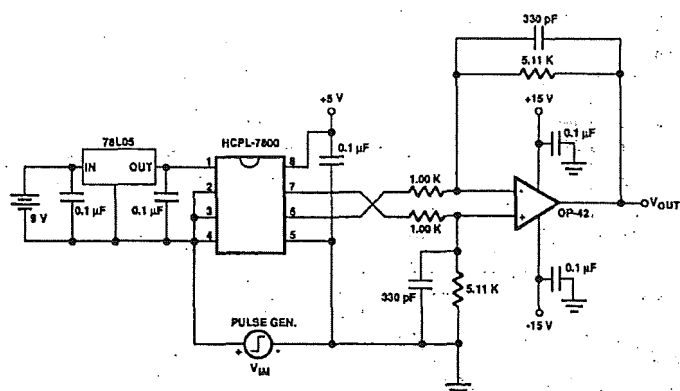 330 pF
5.11 K
+5 V
+15 V
0.1 µF
78L05
HCPL-7800
IN
OUT
1
8
0.1 µF
2
7
1.00 K
3
6
1.00 K
4
5
9 V
0.1 µF
0.1 µF
-
+
OP-42
VOUT
330 pF
5.11 K
0.1 µF
-15 V
PULSE GEN.
+
-
VIM